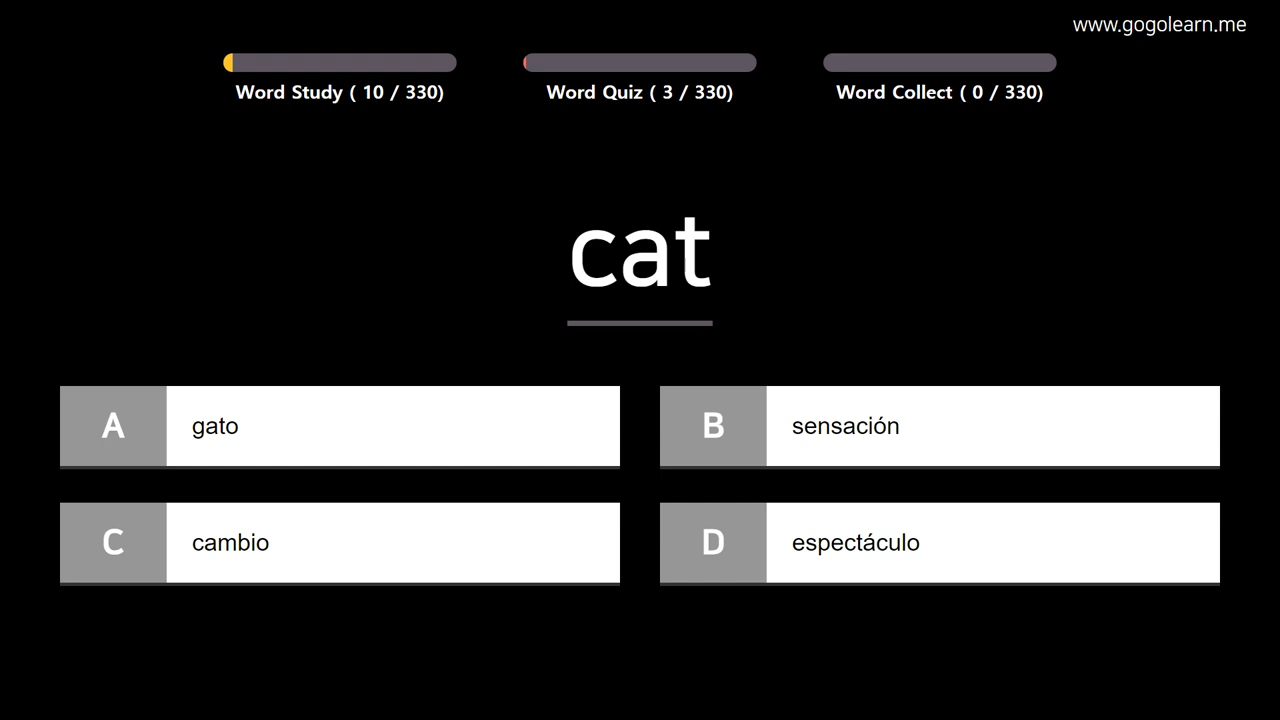 www.gogolearn.me
Word Study ( 10 / 330)
Word Quiz ( 3 / 330)
Word Collect ( 0 / 330)
cat
A gato
B sensación
C cambio
D espectáculo